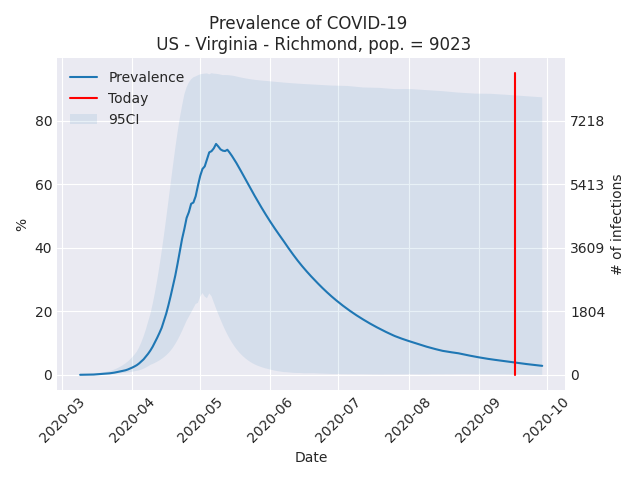 Prevalence of COVID-19
US - Virginia - Richmond, pop. = 9023
Prevalence
Today
95CI
%
80
60
40
20
0
7218
5413
3609
1804
0
# of infections
2020-03
2020-04
2020-05
2020-06
2020-07
2020-08
2020-09
2020-10
Date